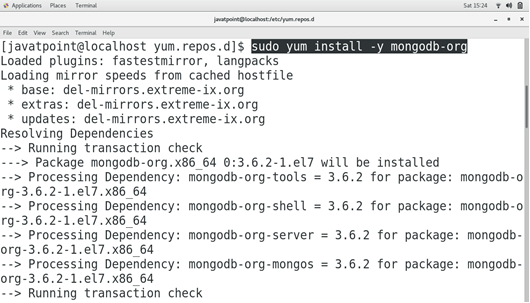 Applications Places Terminal Sat 15:24
javatpoint@localhost:/etc/yum.repos.d
File Edit View Search Terminal Help
[javatpoint@localhost yum.repos.d]$ sudo yum install -y mongodb-org
Loaded plugins: fastestmirror, langpacks
Loading mirror speeds from cached hostfile
 * base: del-mirrors.extreme-ix.org
 * extras: del-mirrors.extreme-ix.org
 * updates: del-mirrors.extreme-ix.org
Resolving Dependencies
--> Running transaction check
---> Package mongodb-org.x86_64 0:3.6.2-1.el7 will be installed
--> Processing Dependency: mongodb-org-tools = 3.6.2 for package: mongodb-o
rg-3.6.2-1.el7.x86_64
--> Processing Dependency: mongodb-org-shell = 3.6.2 for package: mongodb-o
rg-3.6.2-1.el7.x86_64
--> Processing Dependency: mongodb-org-server = 3.6.2 for package: mongodb-
org-3.6.2-1.el7.x86_64
--> Processing Dependency: mongodb-org-mongos = 3.6.2 for package: mongodb-
org-3.6.2-1.el7.x86_64
--> Running transaction check